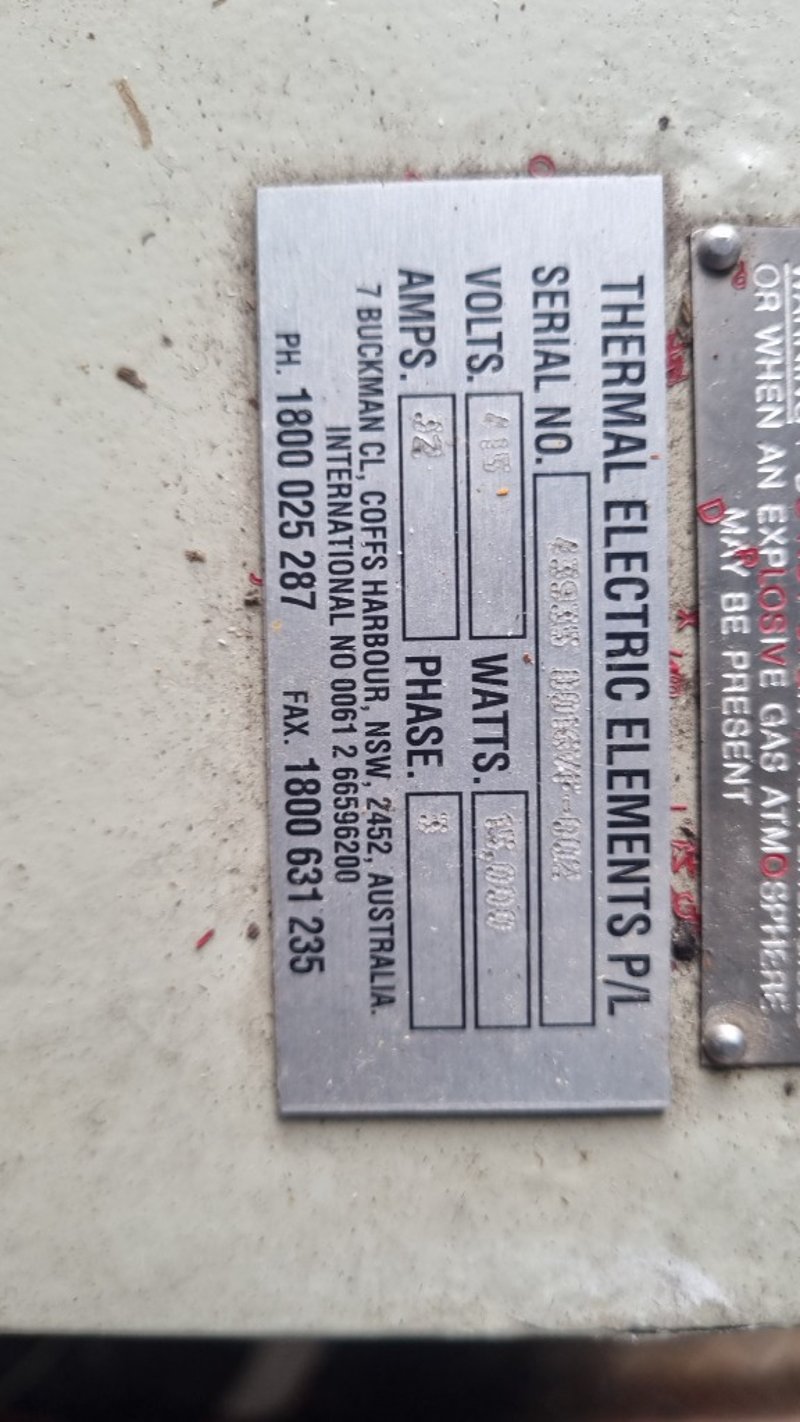 THERMAL ELECTRIC ELEMENTS P/L
SERIAL NO.
VOLTS. 415 WATTS. 15,000
AMPS. PHASE. 3
7 BUCKMAN CL, COFFS HARBOUR, NSW, 2452, AUSTRALIA.
INTERNATIONAL NO 0061 2 66596200
PH. 1800 025 287 FAX. 1800 631 235
OR WHEN AN EXPLOSIVE GAS ATMOSPHERE
MAY BE PRESENT